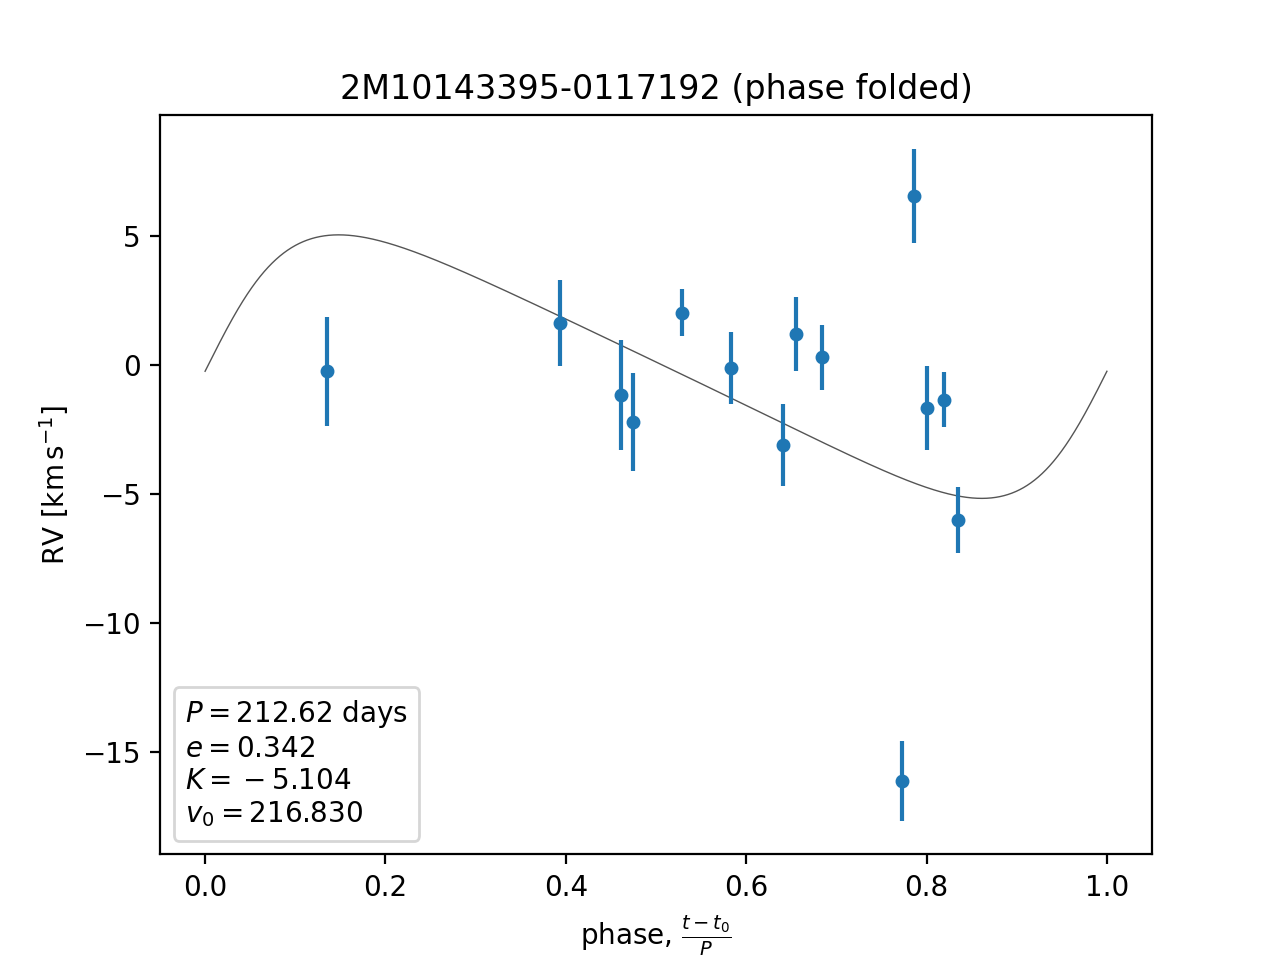 2M10143395-0117192 (phase folded)
RV [km s⁻¹]
5
0
−5
−10
−15
P = 212.62 days
e = 0.342
K = −5.104
v₀ = 216.830
0.0 0.2 0.4 0.6 0.8 1.0
phase, (t − t₀)/P